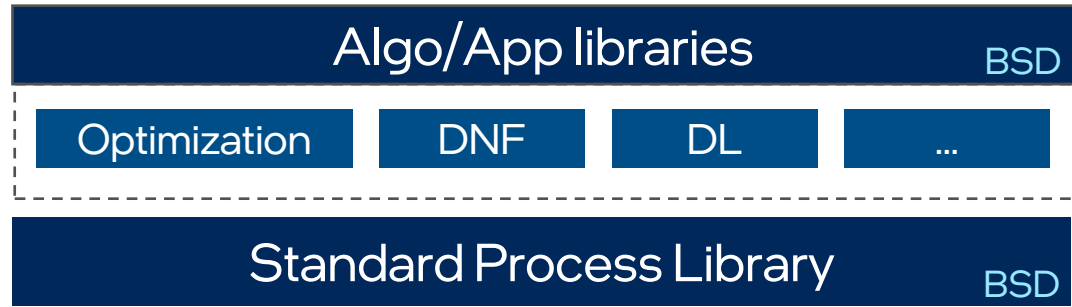 Algo/App libraries BSD
Optimization DNF DL ...
Standard Process Library BSD